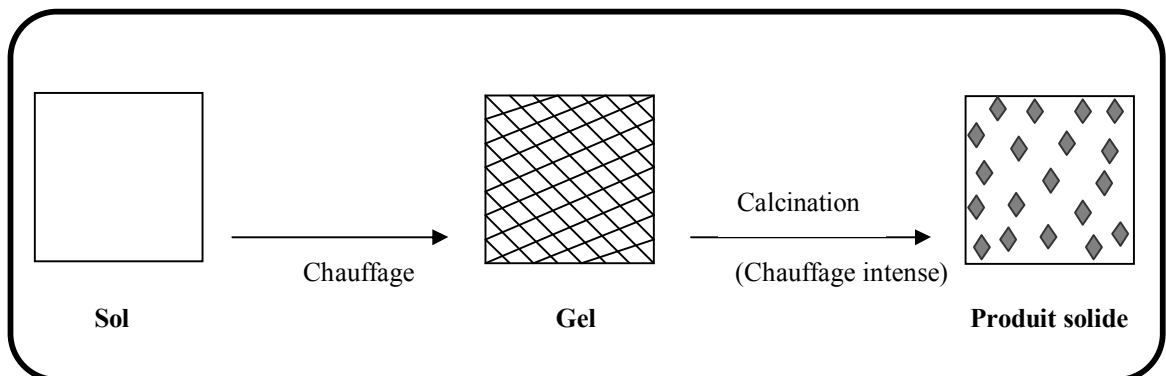 Calcination
Chauffage
(Chauffage intense)
Sol
Gel
Produit solide